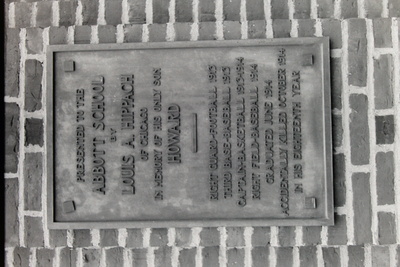 PRESENTED TO THE
ABBOTT SCHOOL
BY
LOUIS A. HIPPACH
OF CHICAGO
IN MEMORY OF HIS ONLY SON
HOWARD
RIGHT GUARD-FOOTBALL 1913
THIRD BASE-BASEBALL 1913
CAPTAIN-BASKETBALL 1913-1914
RIGHT FIELD-BASEBALL 1914
GRADUATED JUNE 1914
ACCIDENTALLY KILLED OCTOBER 1914
IN HIS EIGHTEENTH YEAR